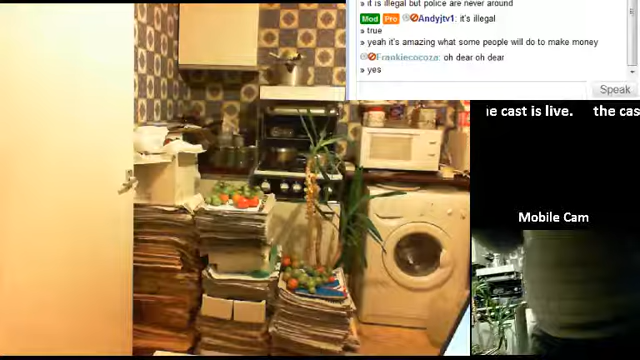 » it is illegal but police are never around
Mod Pro Andyjtv1: it's illegal
» true
» yeah it's amazing what some people will do to make money
Frankiecocoza: oh dear oh dear
» yes
Speak
ne cast is live. the cas
Mobile Cam